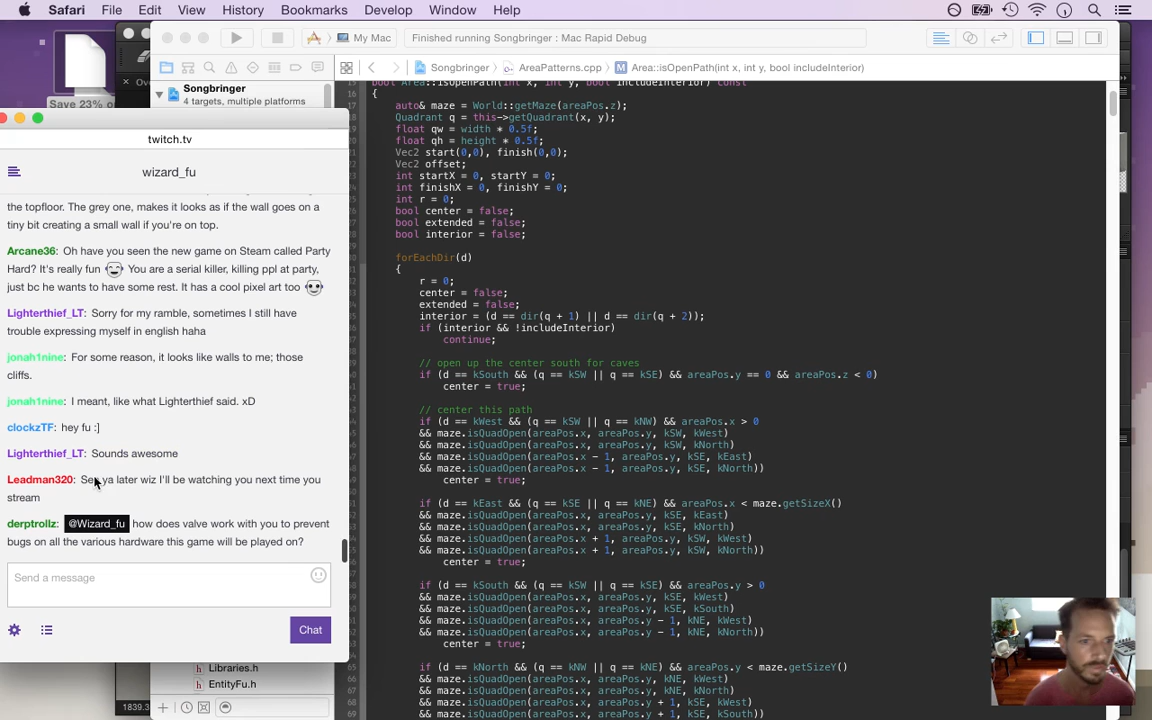 Safari File Edit View History Bookmarks Develop Window Help
My Mac
Finished running Songbringer : Mac Rapid Debug
Save 23%
Songbringer
4 targets, multiple platforms
Songbringer AreaPatterns.cpp Area::isOpenPath(int x, int y, bool includeInterior)
twitch.tv
wizard_fu
the topfloor. The grey one, makes it looks as if the wall goes on a
tiny bit creating a small wall if you're on top.
Arcane36: Oh have you seen the new game on Steam called Party
Hard? It's really fun You are a serial killer, killing ppl at party,
just bc he wants to have some rest. It has a cool pixel art too
Lighterthief_LT: Sorry for my ramble, sometimes I still have
trouble expressing myself in english haha
jonah1nine: For some reason, it looks like walls to me; those
cliffs.
jonah1nine: I meant, like what Lighterthief said. xD
clockzTF: hey fu :]
Lighterthief_LT: Sounds awesome
Leadman320: See ya later wiz I'll be watching you next time you
stream
derptrollz: @Wizard_fu how does valve work with you to prevent
bugs on all the various hardware this game will be played on?
Send a message
Chat
Libraries.h
EntityFu.h
1839.3
bool Area::isOpenPath(int x, int y, bool includeInterior) const
{
auto& maze = World::getMaze(areaPos.z);
Quadrant q = this->getQuadrant(x, y);
float qw = width * 0.5f;
float qh = height * 0.5f;
Vec2 start(0,0), finish(0,0);
Vec2 offset;
int startX = 0, startY = 0;
int finishX = 0, finishY = 0;
int r = 0;
bool center = false;
bool extended = false;
bool interior = false;
forEachDir(d)
{
r = 0;
center = false;
extended = false;
interior = (d == dir(q + 1) || d == dir(q + 2));
if (interior && !includeInterior)
continue;
// open up the center south for caves
if (d == kSouth && (q == kSW || q == kSE) && areaPos.y == 0 && areaPos.z < 0)
center = true;
// center this path
if (d == kWest && (q == kSW || q == kNW) && areaPos.x > 0
&& maze.isQuadOpen(areaPos.x, areaPos.y, kSW, kWest)
&& maze.isQuadOpen(areaPos.x, areaPos.y, kSW, kNorth)
&& maze.isQuadOpen(areaPos.x - 1, areaPos.y, kSE, kEast)
&& maze.isQuadOpen(areaPos.x - 1, areaPos.y, kSE, kNorth))
center = true;
if (d == kEast && (q == kSE || q == kNE) && areaPos.x < maze.getSizeX()
&& maze.isQuadOpen(areaPos.x, areaPos.y, kSE, kEast)
&& maze.isQuadOpen(areaPos.x, areaPos.y, kSE, kNorth)
&& maze.isQuadOpen(areaPos.x + 1, areaPos.y, kSW, kWest)
&& maze.isQuadOpen(areaPos.x + 1, areaPos.y, kSW, kNorth))
center = true;
if (d == kSouth && (q == kSW || q == kSE) && areaPos.y > 0
&& maze.isQuadOpen(areaPos.x, areaPos.y, kSE, kWest)
&& maze.isQuadOpen(areaPos.x, areaPos.y, kSE, kSouth)
&& maze.isQuadOpen(areaPos.x, areaPos.y - 1, kNE, kWest)
&& maze.isQuadOpen(areaPos.x, areaPos.y - 1, kNE, kNorth))
center = true;
if (d == kNorth && (q == kNW || q == kNE) && areaPos.y < maze.getSizeY()
&& maze.isQuadOpen(areaPos.x, areaPos.y, kNE, kWest)
&& maze.isQuadOpen(areaPos.x, areaPos.y, kNE, kNorth)
&& maze.isQuadOpen(areaPos.x, areaPos.y + 1, kSE, kWest)
&& maze.isQuadOpen(areaPos.x, areaPos.y + 1, kSE, kSouth))